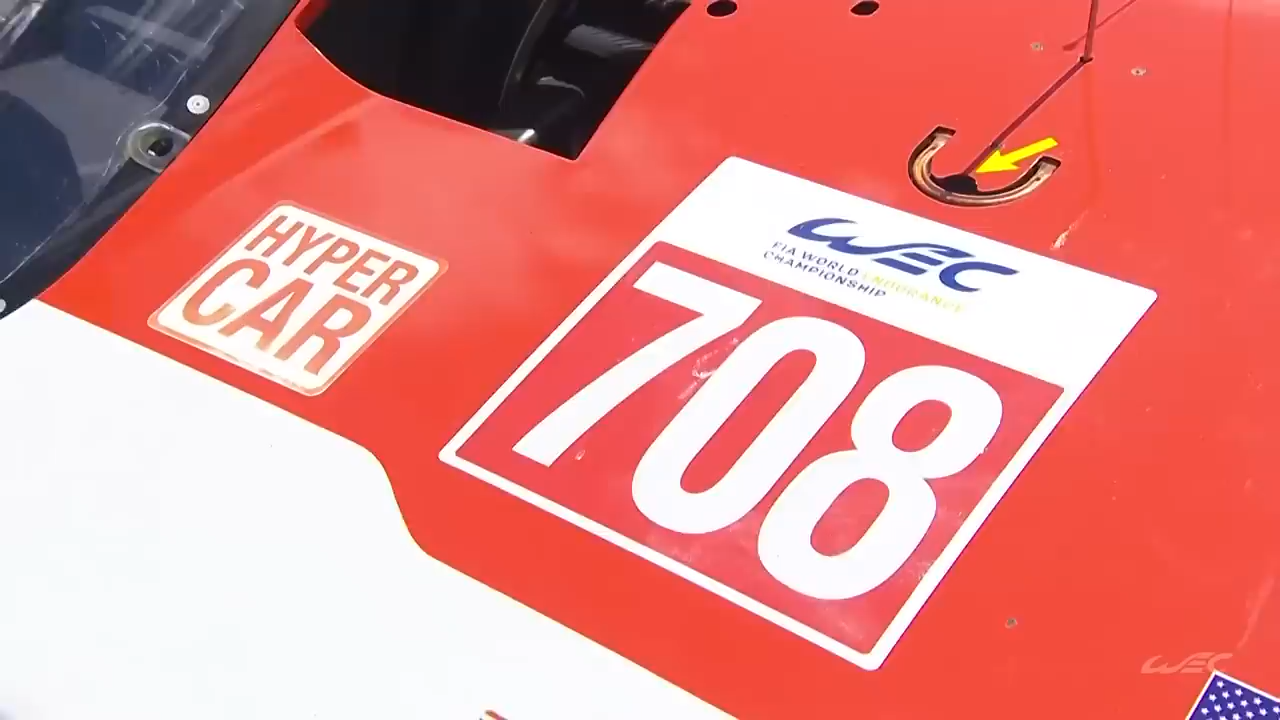 HYPER
CAR
WEC
FIA WORLD ENDURANCE
CHAMPIONSHIP
708
WEC